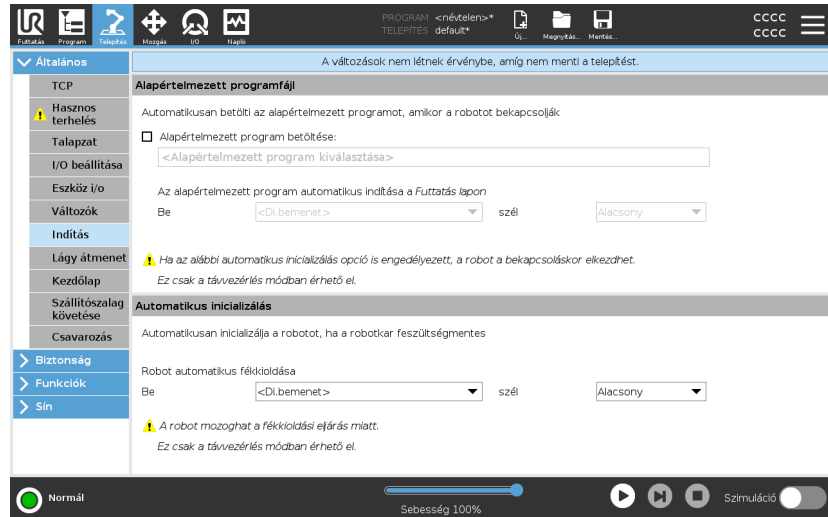 UR
Futtatás
Program
Telepítés
Mozgás
I/O
Napló
PROGRAM <névtelen>*
TELEPÍTÉS default*
Új...
Megnyitás...
Mentés...
cccc
cccc
Általános
TCP
Hasznos
terhelés
Talapzat
I/O beállítása
Eszköz i/o
Változók
Indítás
Lágy átmenet
Kezdőlap
Szállítószalag
követése
Csavarozás
Biztonság
Funkciók
Sín
A változások nem létnek érvénybe, amíg nem menti a telepítést.
Alapértelmezett programfájl
Automatikusan betölti az alapértelmezett programot, amikor a robotot bekapcsolják
Alapértelmezett program betöltése:
<Alapértelmezett program kiválasztása>
Az alapértelmezett program automatikus indítása a Futtatás lapon
Be <Di.bemenet> szél Alacsony
Ha az alábbi automatikus inicializálás opció is engedélyezett, a robot a bekapcsoláskor elkezdhet.
Ez csak a távvezérlés módban érhető el.
Automatikus inicializálás
Automatikusan inicializálja a robotot, ha a robotkar feszültségmentes
Robot automatikus fékkioldása
Be <Di.bemenet> szél Alacsony
A robot mozoghat a fékkioldási eljárás miatt.
Ez csak a távvezérlés módban érhető el.
Normál
Sebesség 100%
Szimuláció